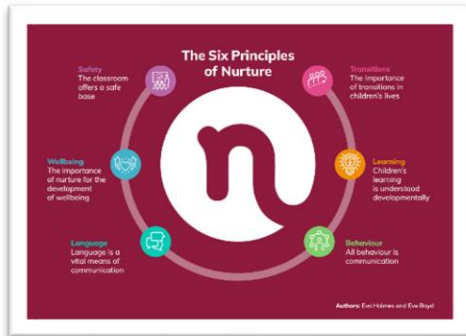 The Six Principles
of Nurture
Safety
The classroom
offers a safe
base
Transitions
The importance
of transitions in
children's lives
Wellbeing
The importance
of nurture for the
development
of wellbeing
Learning
Children's
learning
is understood
developmentally
Language
Language is a
vital means of
communication
Behaviour
All behaviour is
communication
n
Authors: Eva Holmes and Eve Boyd